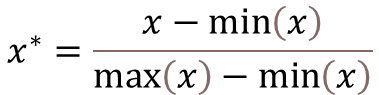 x* = (x − min(x)) / (max(x) − min(x))